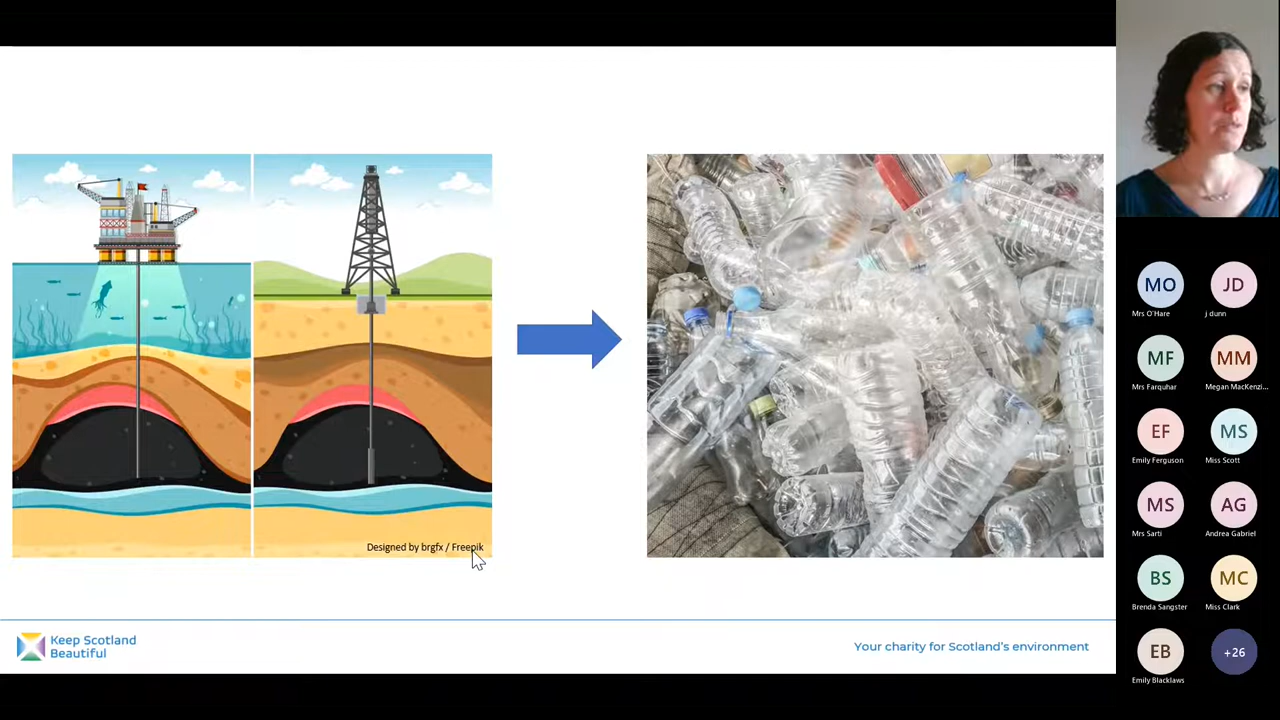 Designed by brgfx / Freepik
Keep Scotland
Beautiful
Your charity for Scotland's environment
MO
Mrs O'Hare
JD
j dunn
MF
Mrs Farquhar
MM
Megan MacKenzi...
EF
Emily Ferguson
MS
Miss Scott
MS
Mrs Sarti
AG
Andrea Gabriel
BS
Brenda Sangster
MC
Miss Clark
EB
Emily Blacklaws
+26